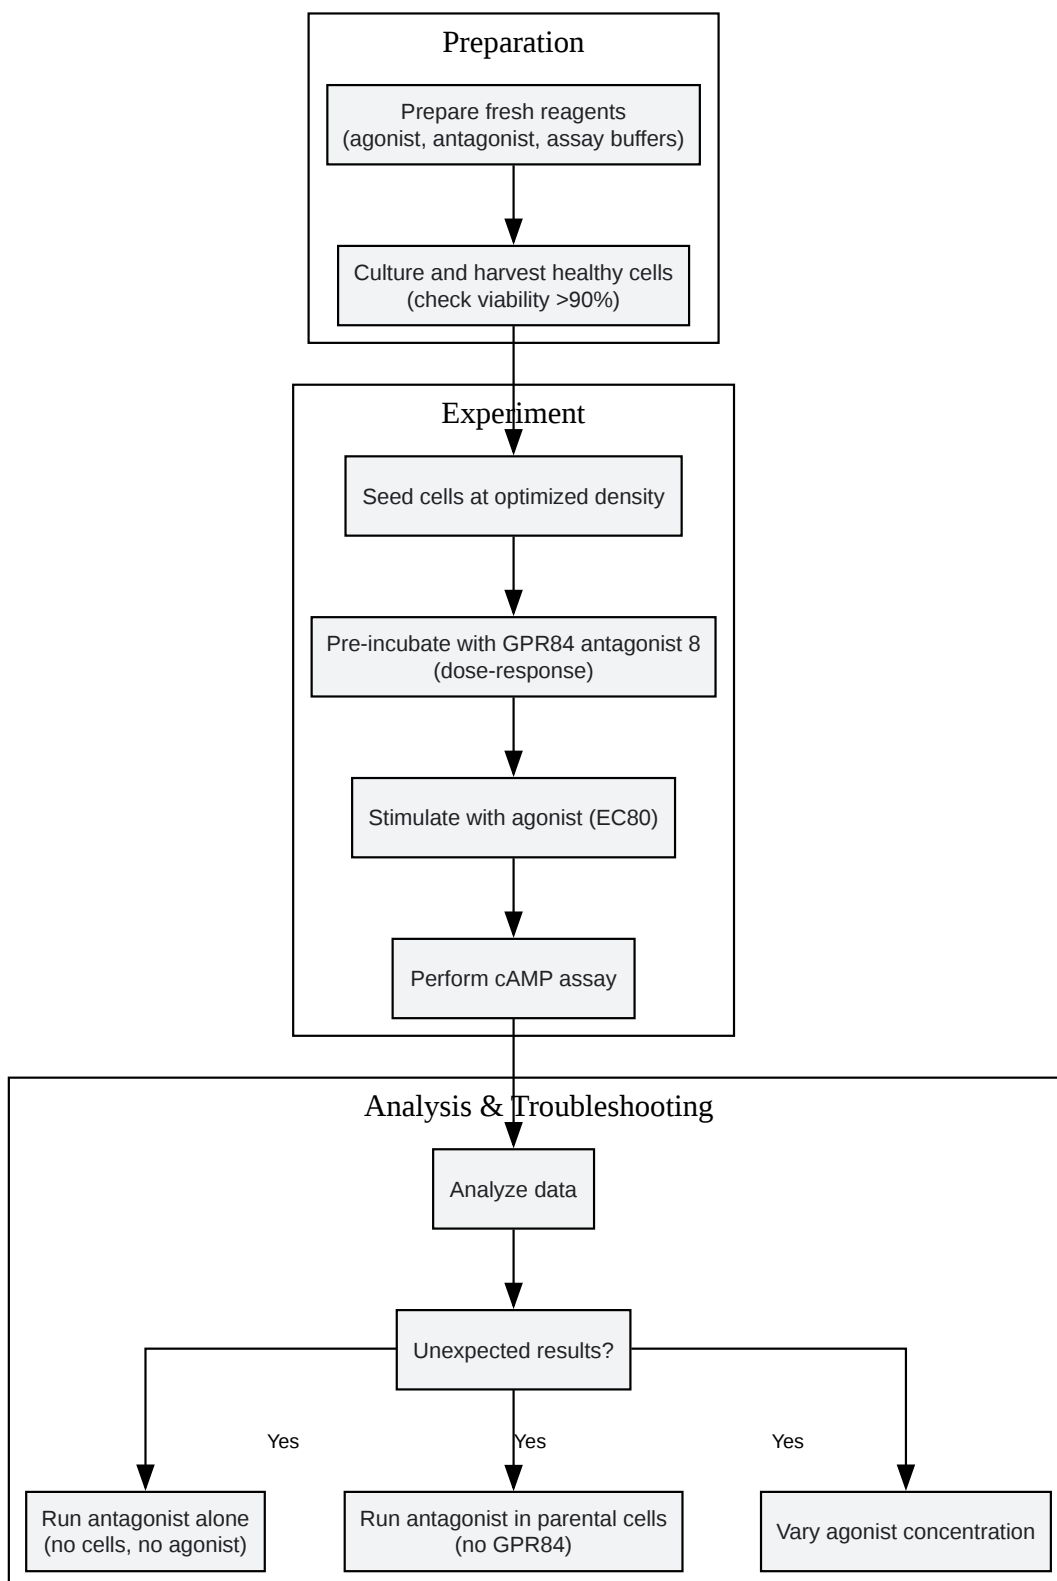 Preparation
Prepare fresh reagents
(agonist, antagonist, assay buffers)
Culture and harvest healthy cells
(check viability >90%)
Experiment
Seed cells at optimized density
Pre-incubate with GPR84 antagonist 8
(dose-response)
Stimulate with agonist (EC80)
Perform cAMP assay
Analysis & Troubleshooting
Analyze data
Unexpected results?
Yes
Yes
Yes
Run antagonist alone
(no cells, no agonist)
Run antagonist in parental cells
(no GPR84)
Vary agonist concentration